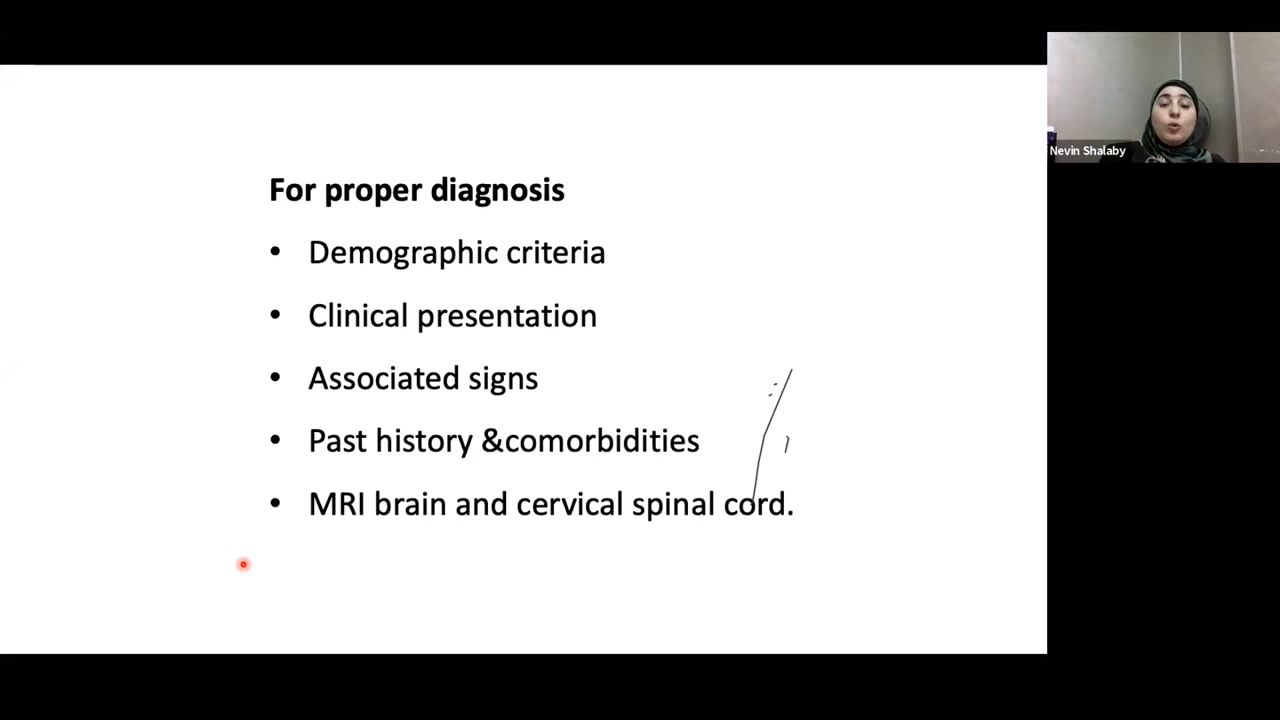 For proper diagnosis
• Demographic criteria
• Clinical presentation
• Associated signs
• Past history &comorbidities
• MRI brain and cervical spinal cord.
Nevin Shalaby